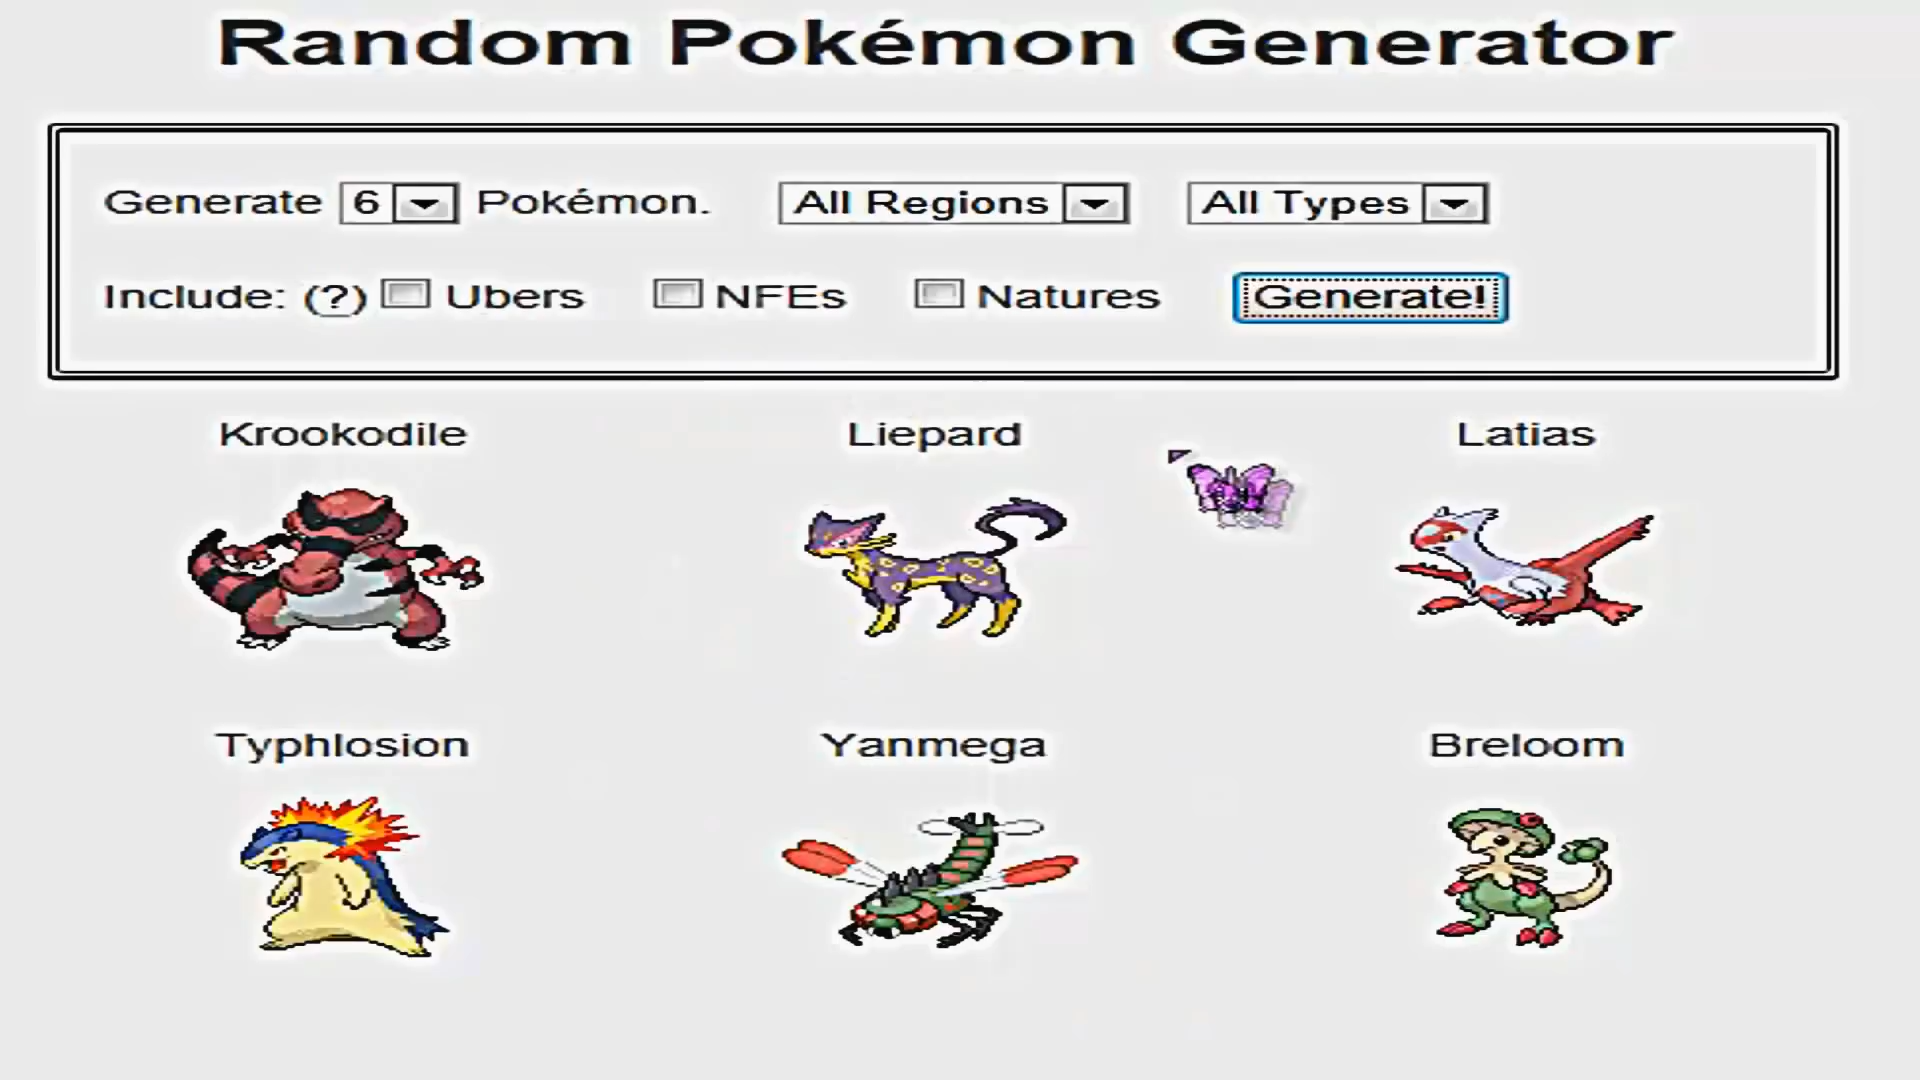 Random Pokémon Generator
Generate 6 Pokémon. All Regions All Types
Include: (?) Ubers NFEs Natures Generate!
Krookodile Liepard Latias
Typhlosion Yanmega Breloom